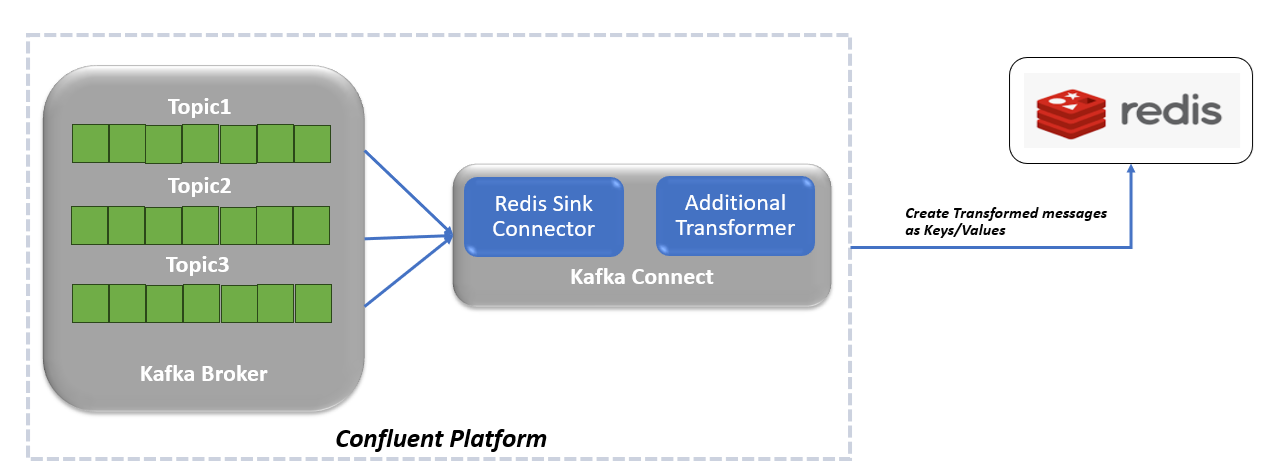 Topic1
Topic2
Topic3
Kafka Broker
Redis Sink
Connector
Additional
Transformer
Kafka Connect
Confluent Platform
Create Transformed messages
as Keys/Values
redis